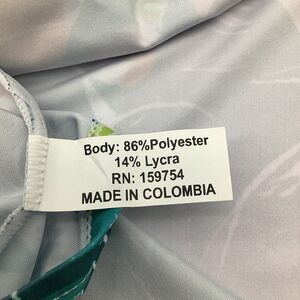 Body: 86%Polyester
14% Lycra
RN: 159754
MADE IN COLOMBIA